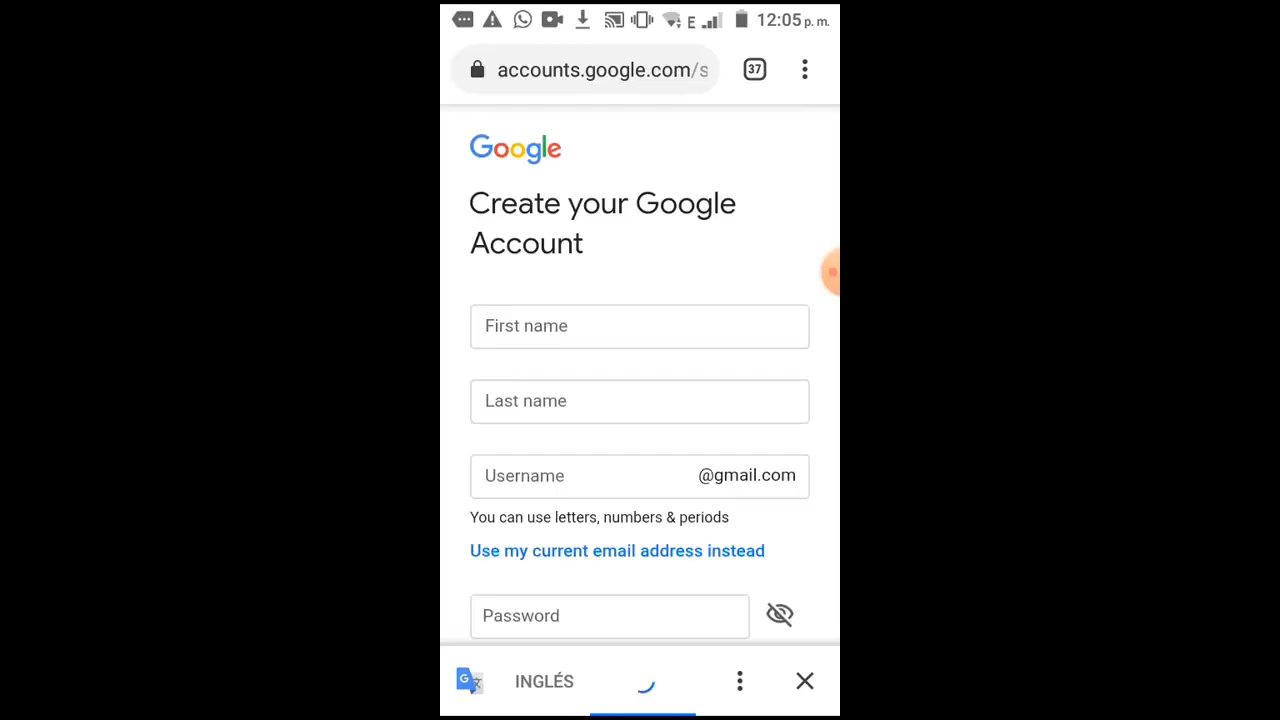 E 12:05 p. m.
accounts.google.com/s 37
Google
Create your Google
Account
First name
Last name
Username @gmail.com
You can use letters, numbers & periods
Use my current email address instead
Password
INGLÉS